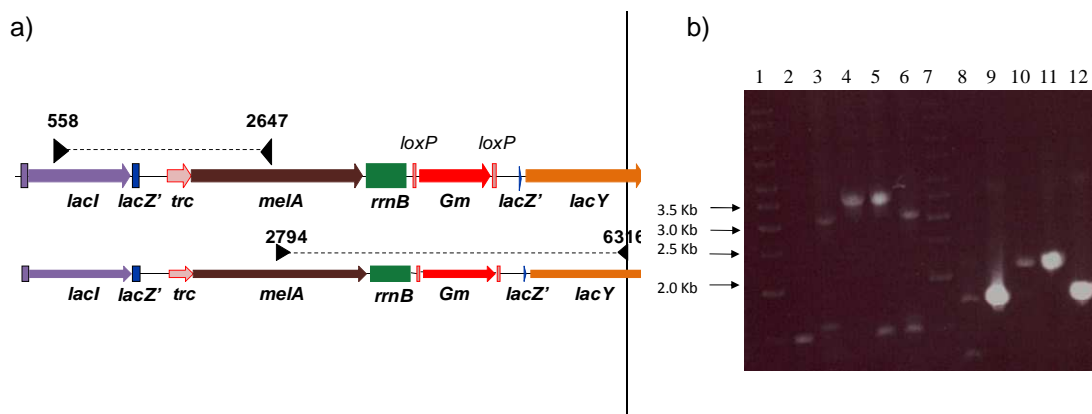 a)
558 2647
loxP loxP
lacI lacZ' trc melA rrnB Gm lacZ' lacY
2794 6316
lacI lacZ' trc melA rrnB Gm lacZ' lacY
b)
1 2 3 4 5 6 7 8 9 10 11 12
3.5 Kb
3.0 Kb
2.5 Kb
2.0 Kb